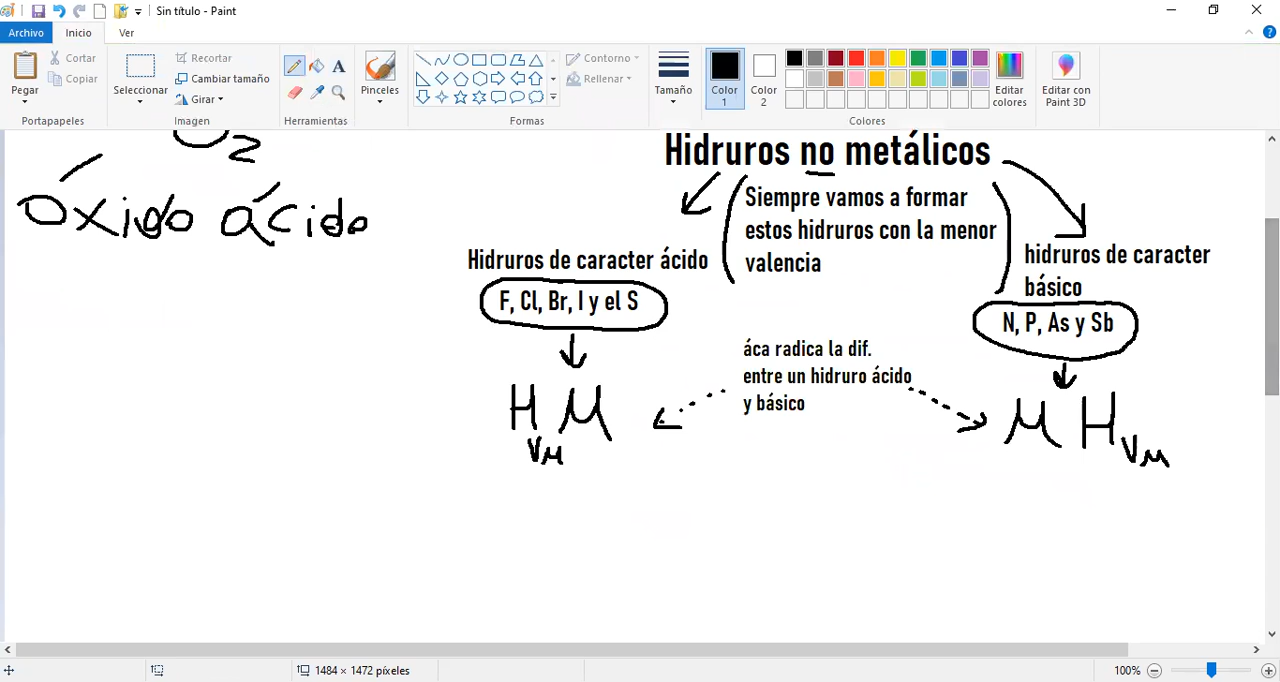 Sin título - Paint
Archivo Inicio Ver
Pegar
Cortar
Copiar
Portapapeles
Seleccionar
Recortar
Cambiar tamaño
Girar
Imagen
A
Herramientas
Pinceles
Contorno
Rellenar
Formas
Tamaño
Color 1
Color 2
Editar colores
Editar con Paint 3D
Colores
O2
Óxido ácido
Hidruros no metálicos
Siempre vamos a formar
estos hidruros con la menor
valencia
Hidruros de caracter ácido
F, Cl, Br, I y el S
HVM M
áca radica la dif.
entre un hidruro ácido
y básico
hidruros de caracter
básico
N, P, As y Sb
M HVM
1484 × 1472 píxeles
100%